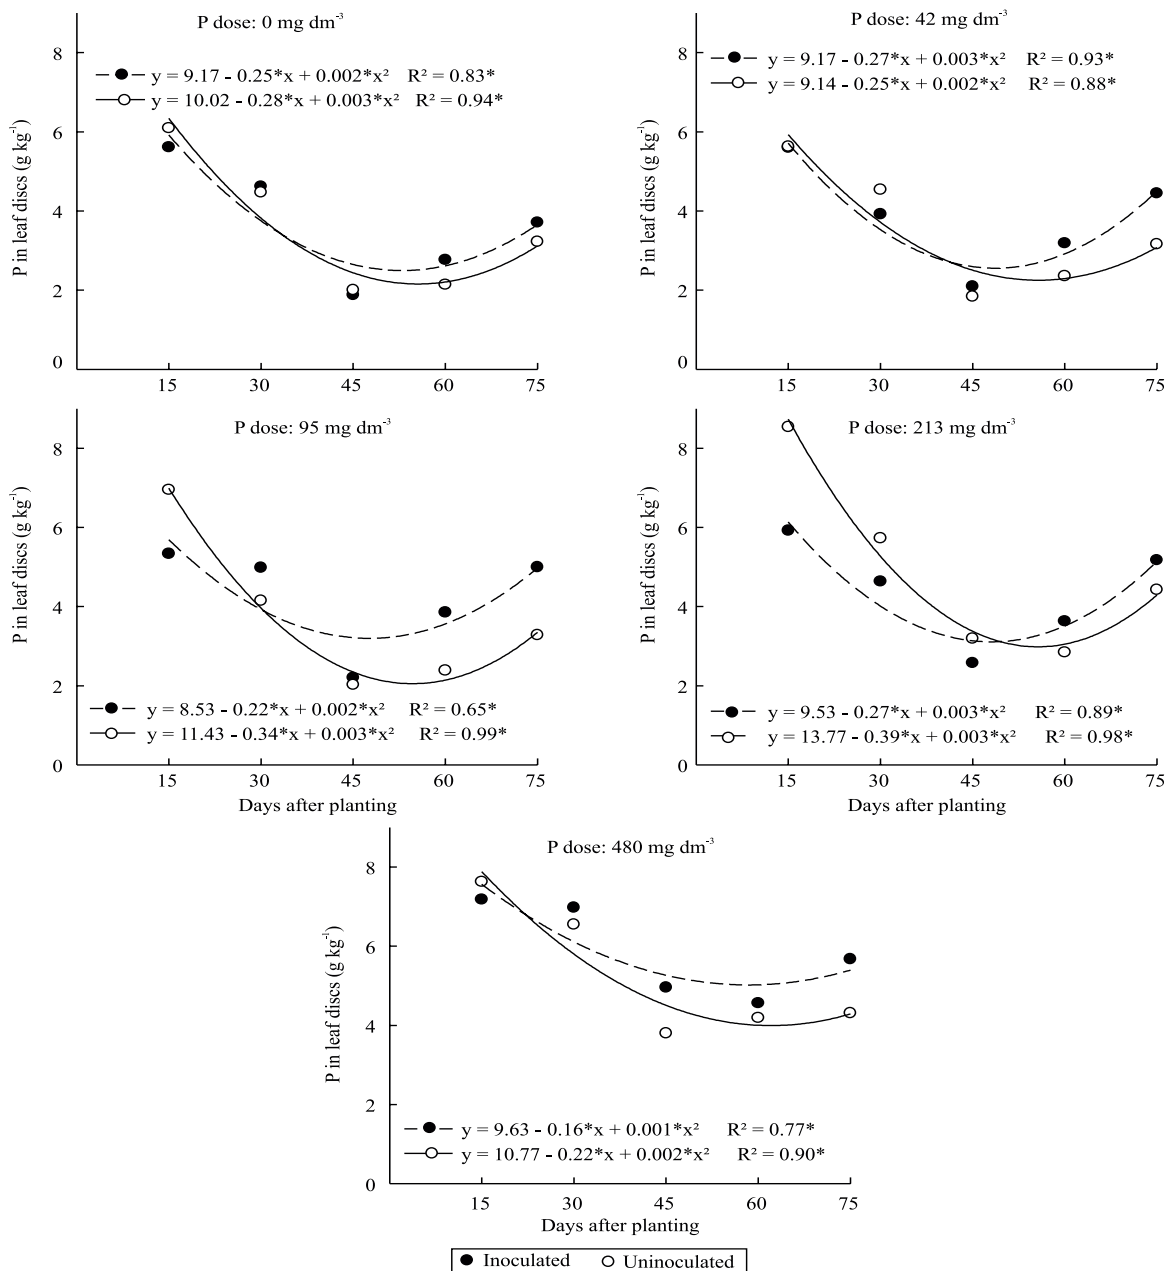 P dose: 0 mg dm⁻³
y = 9.17 - 0.25*x + 0.002*x² R² = 0.83*
y = 10.02 - 0.28*x + 0.003*x² R² = 0.94*
P in leaf discs (g kg⁻¹)
8
6
4
2
0
15 30 45 60 75
P dose: 42 mg dm⁻³
y = 9.17 - 0.27*x + 0.003*x² R² = 0.93*
y = 9.14 - 0.25*x + 0.002*x² R² = 0.88*
P in leaf discs (g kg⁻¹)
8
6
4
2
0
15 30 45 60 75
P dose: 95 mg dm⁻³
P in leaf discs (g kg⁻¹)
8
6
4
2
0
y = 8.53 - 0.22*x + 0.002*x² R² = 0.65*
y = 11.43 - 0.34*x + 0.003*x² R² = 0.99*
15 30 45 60 75
Days after planting
P dose: 213 mg dm⁻³
P in leaf discs (g kg⁻¹)
8
6
4
2
0
y = 9.53 - 0.27*x + 0.003*x² R² = 0.89*
y = 13.77 - 0.39*x + 0.003*x² R² = 0.98*
15 30 45 60 75
Days after planting
P dose: 480 mg dm⁻³
P in leaf discs (g kg⁻¹)
8
6
4
2
0
y = 9.63 - 0.16*x + 0.001*x² R² = 0.77*
y = 10.77 - 0.22*x + 0.002*x² R² = 0.90*
15 30 45 60 75
Days after planting
Inoculated Uninoculated